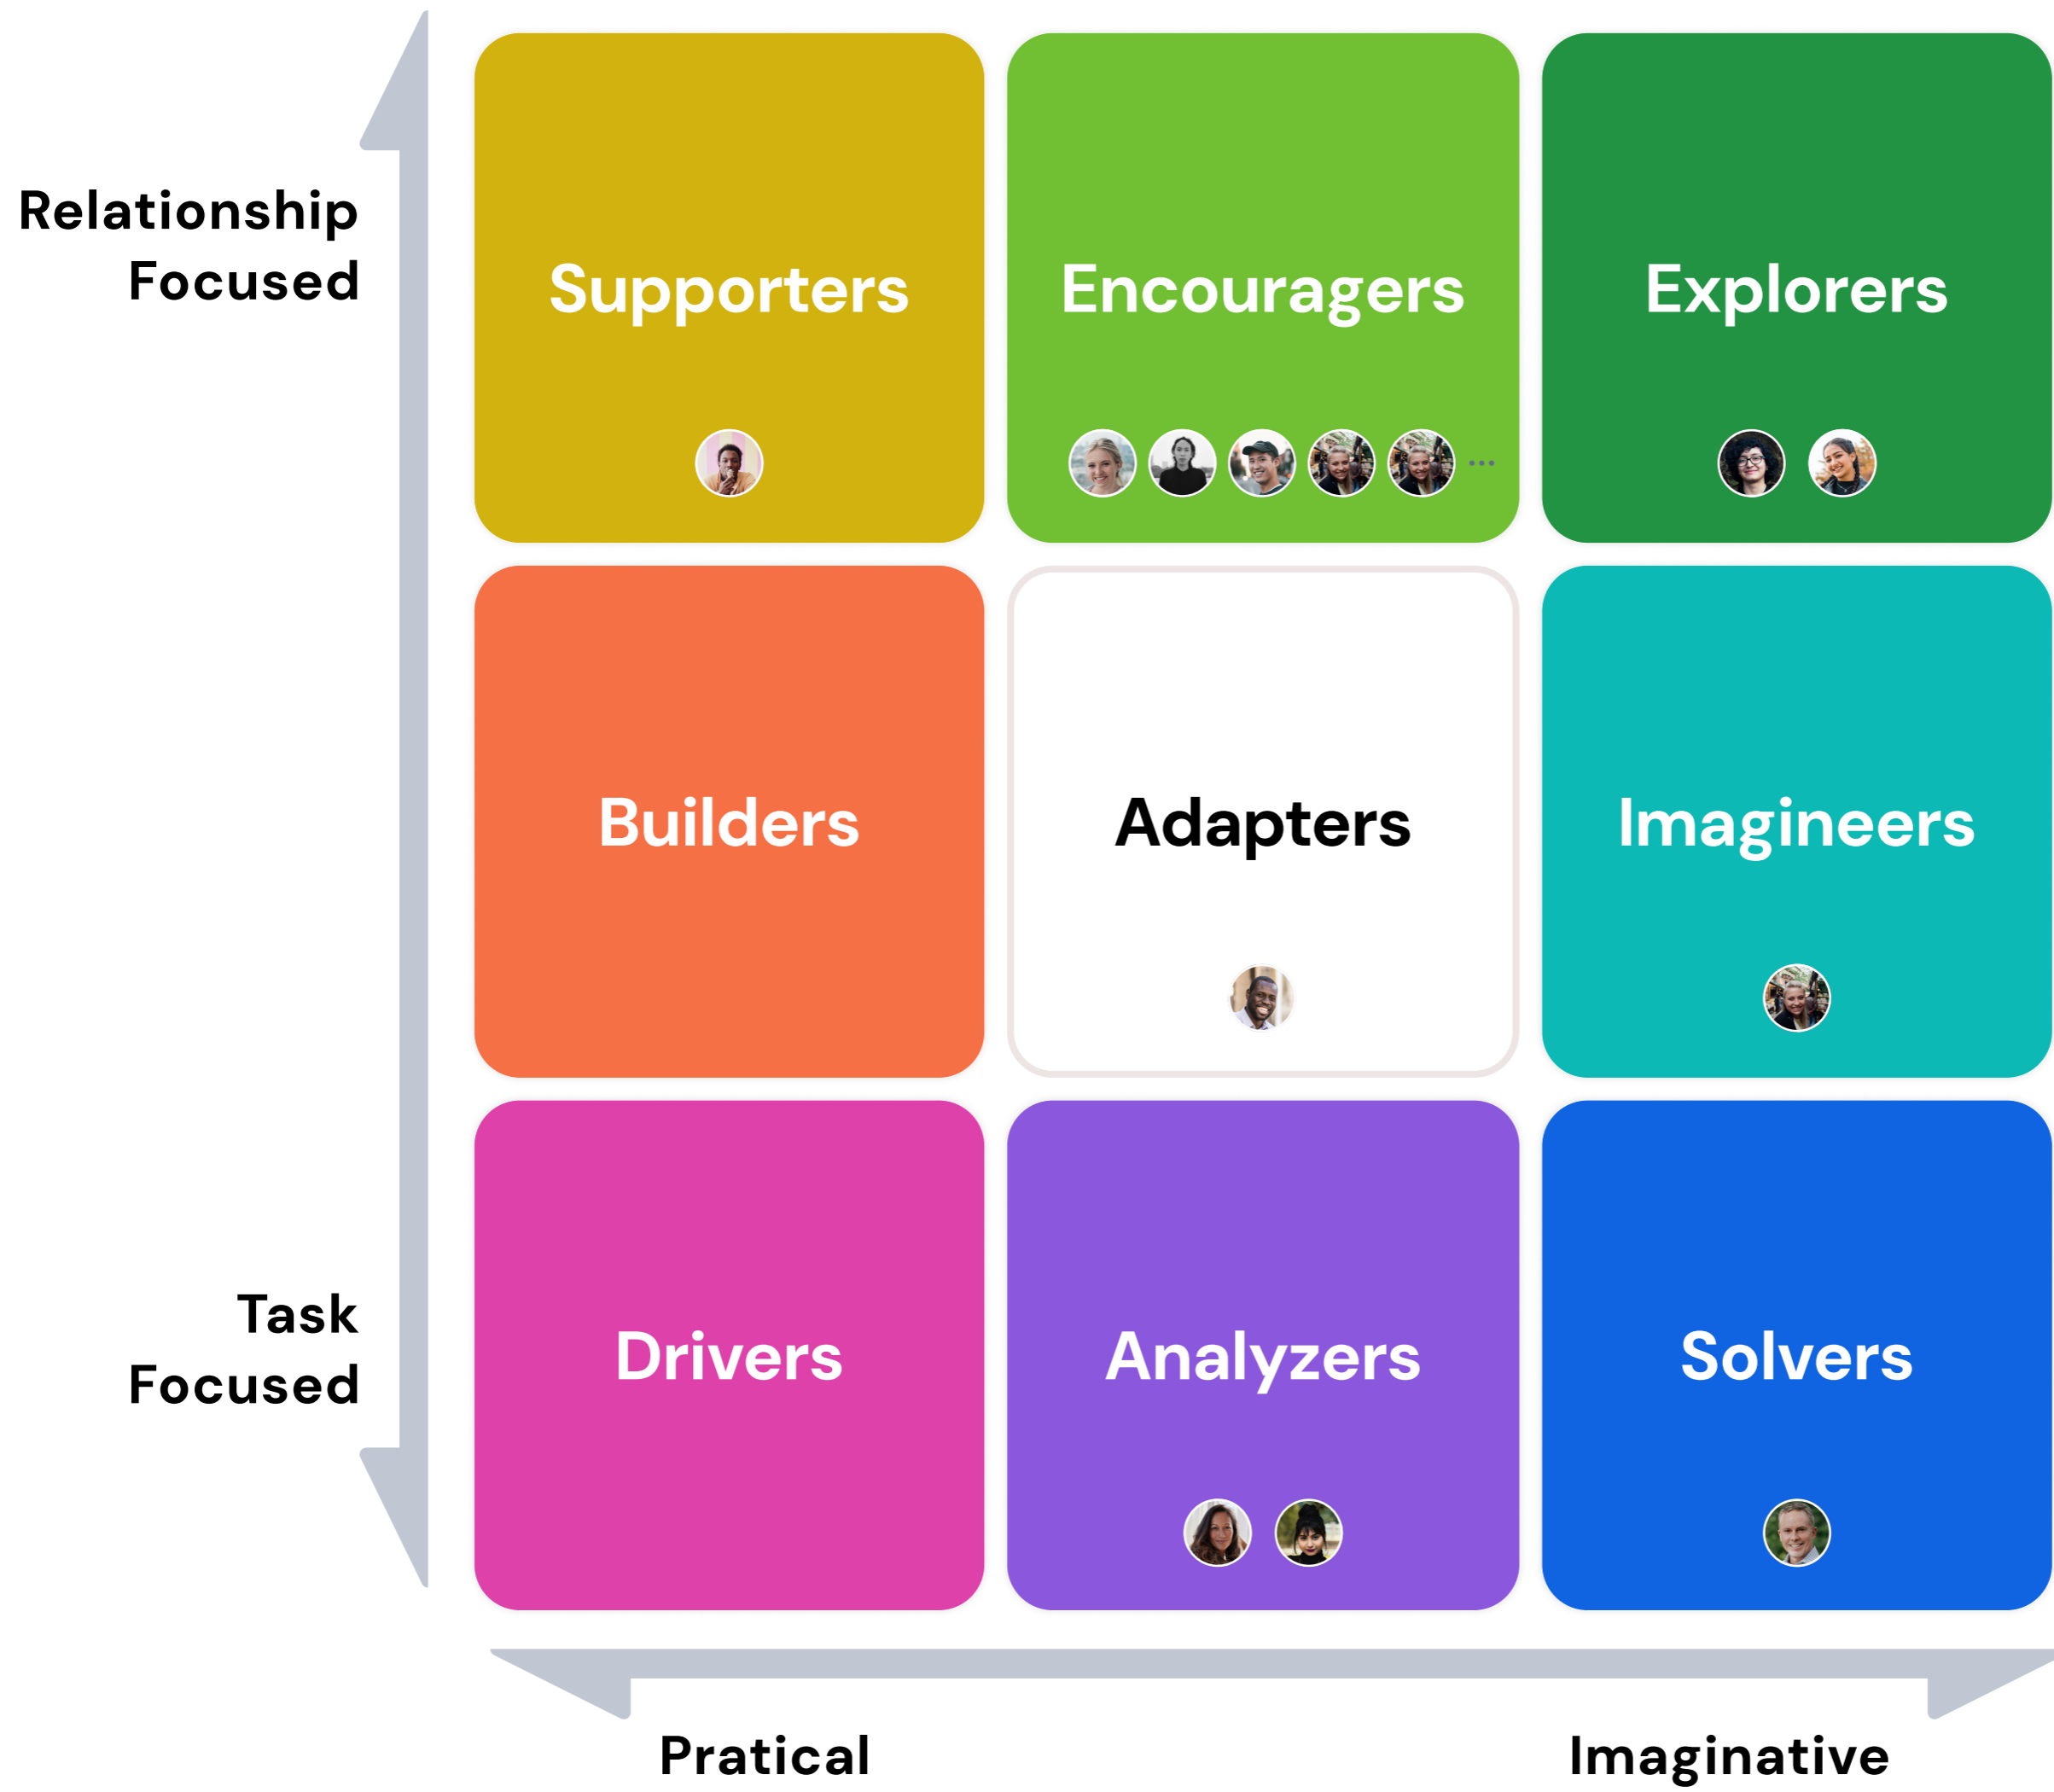 Relationship
Focused
Supporters
Encouragers
Explorers
Builders
Adapters
Imagineers
Task
Focused
Drivers
Analyzers
Solvers
Pratical
Imaginative